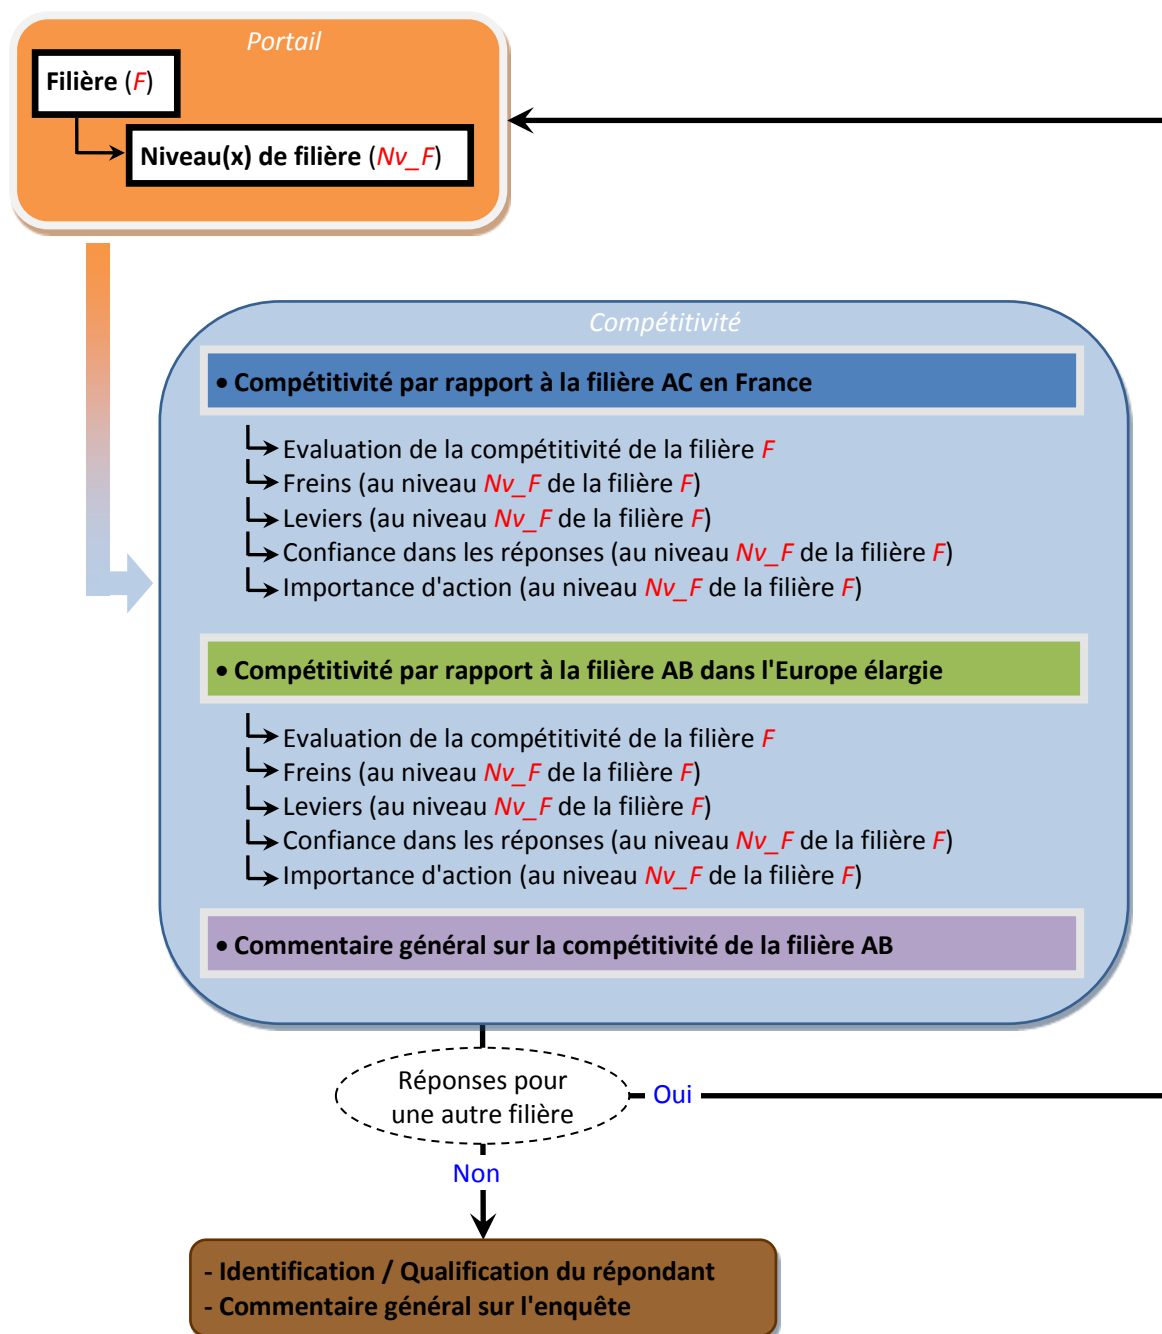 Portail
Filière (F)
Niveau(x) de filière (Nv_F)
Compétitivité
• Compétitivité par rapport à la filière AC en France
Evaluation de la compétitivité de la filière F
Freins (au niveau Nv_F de la filière F)
Leviers (au niveau Nv_F de la filière F)
Confiance dans les réponses (au niveau Nv_F de la filière F)
Importance d'action (au niveau Nv_F de la filière F)
• Compétitivité par rapport à la filière AB dans l'Europe élargie
Evaluation de la compétitivité de la filière F
Freins (au niveau Nv_F de la filière F)
Leviers (au niveau Nv_F de la filière F)
Confiance dans les réponses (au niveau Nv_F de la filière F)
Importance d'action (au niveau Nv_F de la filière F)
• Commentaire général sur la compétitivité de la filière AB
Réponses pour
une autre filière
Oui
Non
- Identification / Qualification du répondant
- Commentaire général sur l'enquête